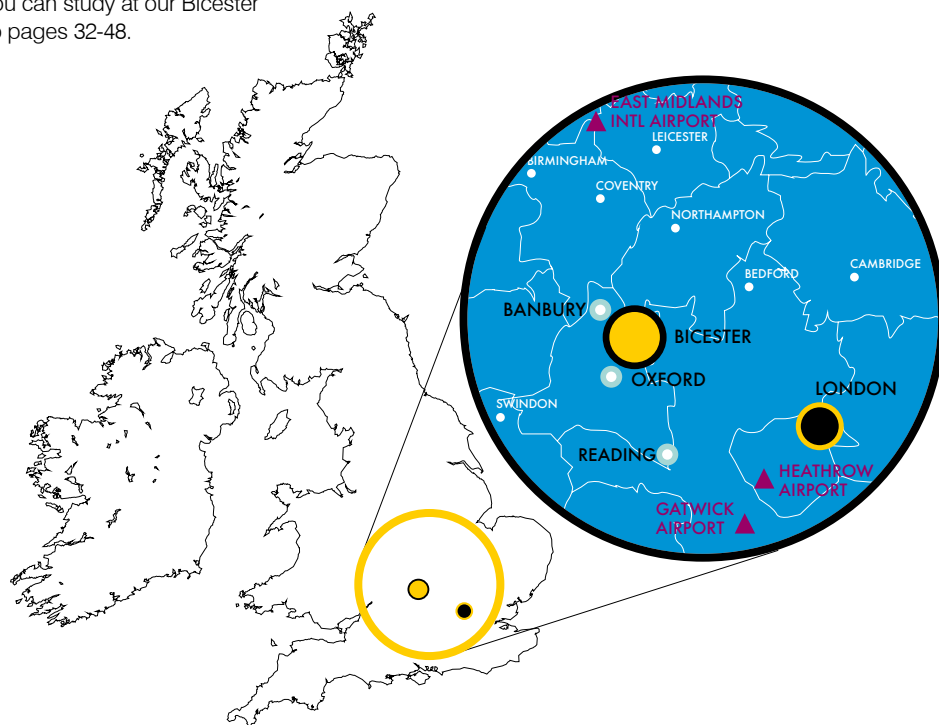 ou can study at our Bicester
pages 32-48.
EAST MIDLANDS
INTL AIRPORT
LEICESTER
BIRMINGHAM
COVENTRY
NORTHAMPTON
BEDFORD
CAMBRIDGE
BANBURY
BICESTER
OXFORD
LONDON
SWINDON
READING
HEATHROW
AIRPORT
GATWICK
AIRPORT